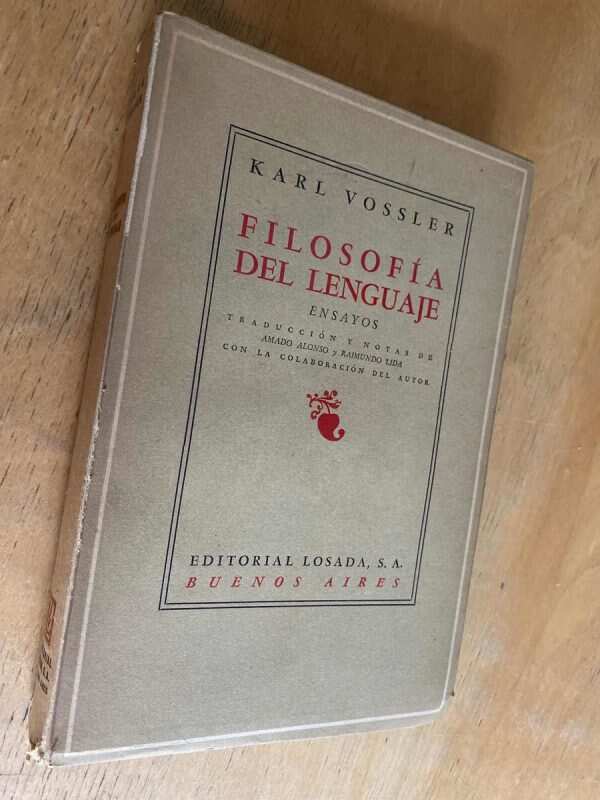 KARL VOSSLER
FILOSOFÍA
DEL LENGUAJE
ENSAYOS
TRADUCCIÓN Y NOTAS DE
AMADO ALONSO y RAIMUNDO LIDA
CON LA COLABORACIÓN DEL AUTOR
EDITORIAL LOSADA, S. A.
BUENOS AIRES